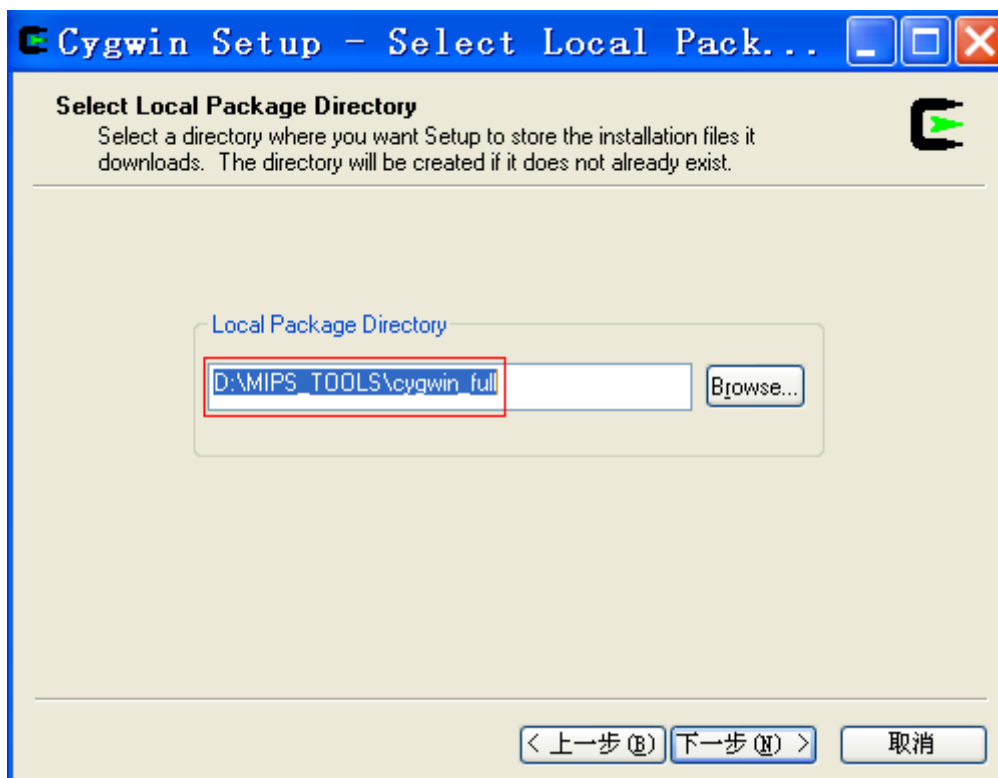 Cygwin Setup - Select Local Pack...
Select Local Package Directory
Select a directory where you want Setup to store the installation files it
downloads.  The directory will be created if it does not already exist.
Local Package Directory
D:\MIPS_TOOLS\cygwin_full
Browse...
< 上一步(B) 下一步(N) > 取消